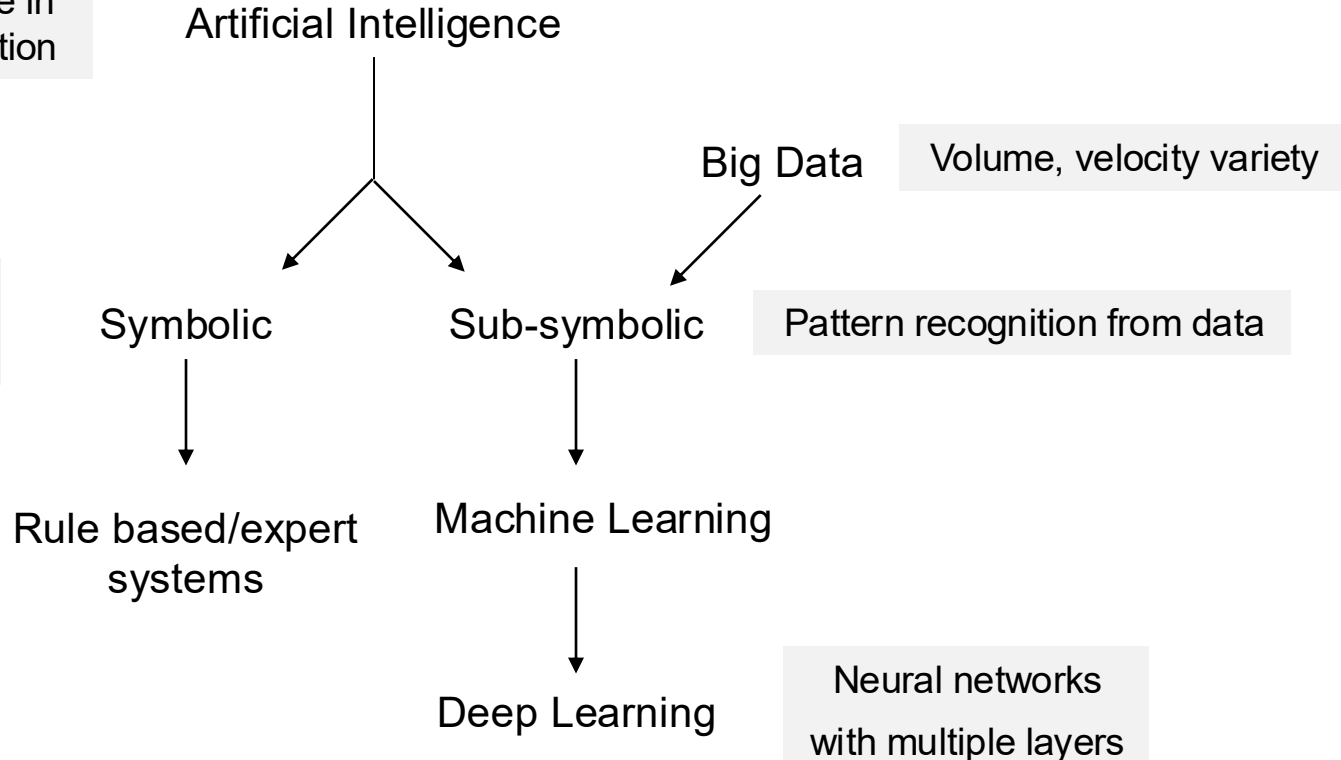 Artificial Intelligence
tion
Big Data
Volume, velocity variety
Symbolic
Sub-symbolic
Pattern recognition from data
Rule based/expert
systems
Machine Learning
Deep Learning
Neural networks
with multiple layers